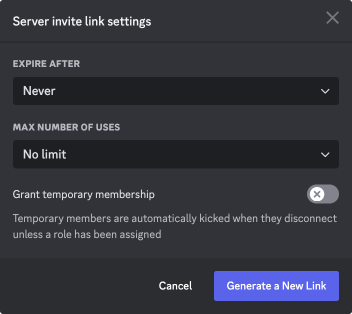 Server invite link settings
EXPIRE AFTER
Never
MAX NUMBER OF USES
No limit
Grant temporary membership
Temporary members are automatically kicked when they disconnect
unless a role has been assigned
Cancel
Generate a New Link